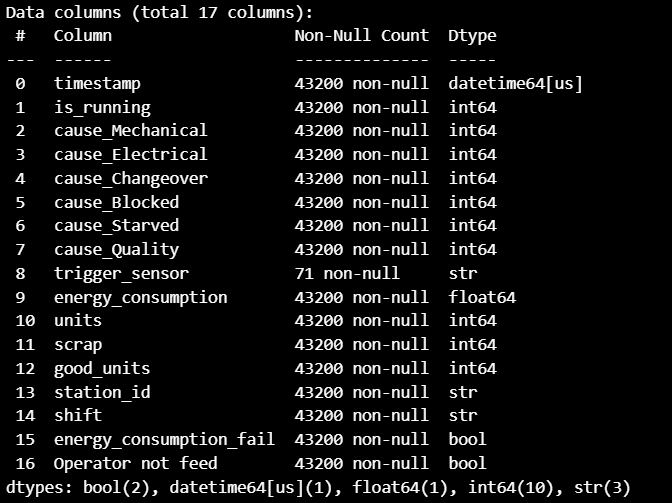 Data columns (total 17 columns):
 #   Column                   Non-Null Count  Dtype
---  ------                   --------------  -----
 0   timestamp                43200 non-null  datetime64[us]
 1   is_running               43200 non-null  int64
 2   cause_Mechanical         43200 non-null  int64
 3   cause_Electrical         43200 non-null  int64
 4   cause_Changeover         43200 non-null  int64
 5   cause_Blocked            43200 non-null  int64
 6   cause_Starved            43200 non-null  int64
 7   cause_Quality            43200 non-null  int64
 8   trigger_sensor           71 non-null     str
 9   energy_consumption       43200 non-null  float64
 10  units                    43200 non-null  int64
 11  scrap                    43200 non-null  int64
 12  good_units               43200 non-null  int64
 13  station_id               43200 non-null  str
 14  shift                    43200 non-null  str
 15  energy_consumption_fail  43200 non-null  bool
 16  Operator not feed        43200 non-null  bool
dtypes: bool(2), datetime64[us](1), float64(1), int64(10), str(3)